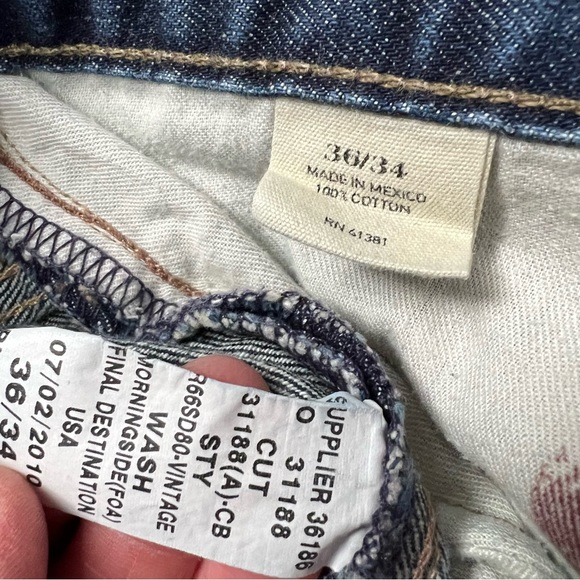 36/34
MADE IN MEXICO
100% COTTON
RN 41381
SUPPLIER 36186
O 31188
CUT
31188(A)-CB
STY
R66SD80-VINTAGE
WASH
MORNINGSIDE(FOA)
FINAL DESTINATION
USA
07/02/2010
36/34